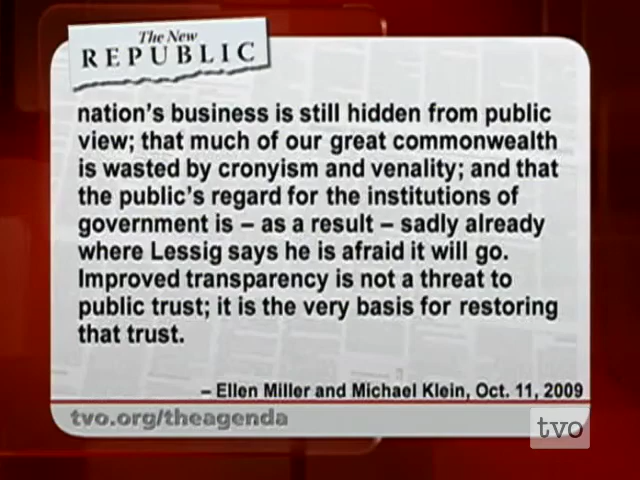 The New
REPUBLIC
nation's business is still hidden from public
view; that much of our great commonwealth
is wasted by cronyism and venality; and that
the public's regard for the institutions of
government is – as a result – sadly already
where Lessig says he is afraid it will go.
Improved transparency is not a threat to
public trust; it is the very basis for restoring
that trust.
– Ellen Miller and Michael Klein, Oct. 11, 2009
tvo.org/theagenda
tvo